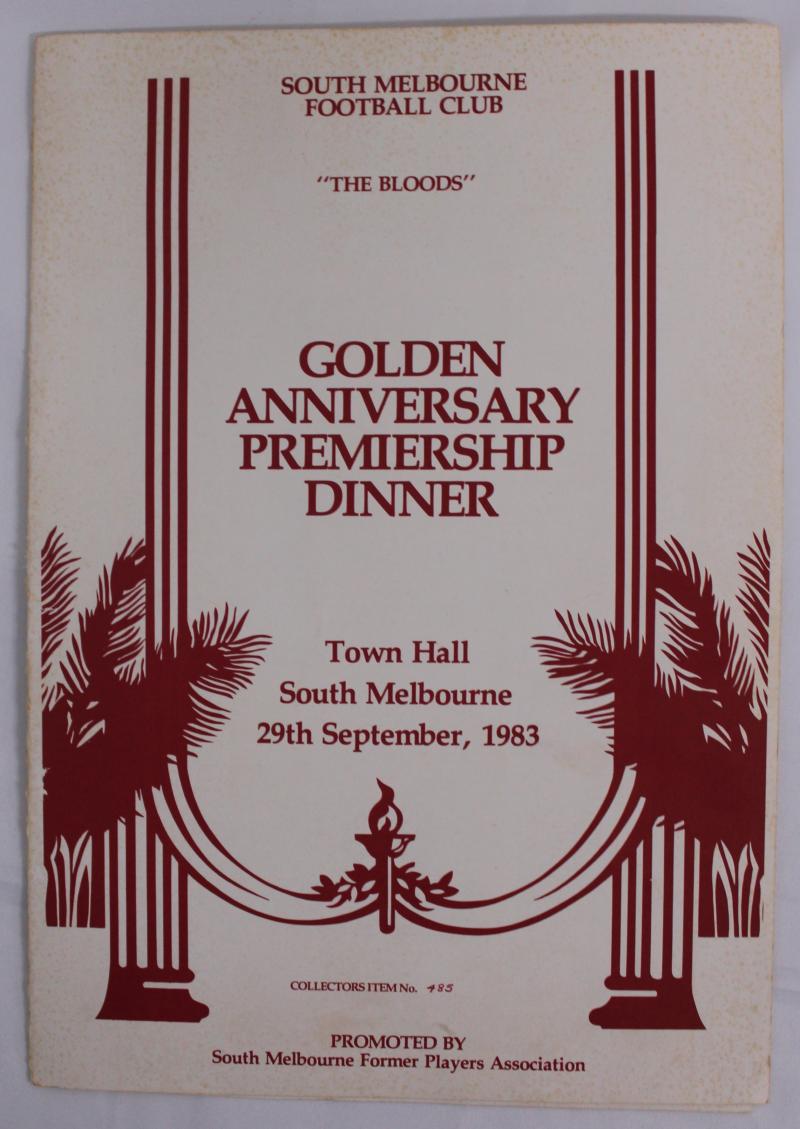 SOUTH MELBOURNE
FOOTBALL CLUB
"THE BLOODS"
GOLDEN
ANNIVERSARY
PREMIERSHIP
DINNER
Town Hall
South Melbourne
29th September, 1983
COLLECTORS ITEM No. 485
PROMOTED BY
South Melbourne Former Players Association